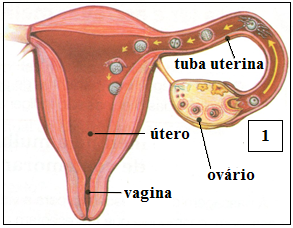 tuba uterina
útero
1
ovário
vagina